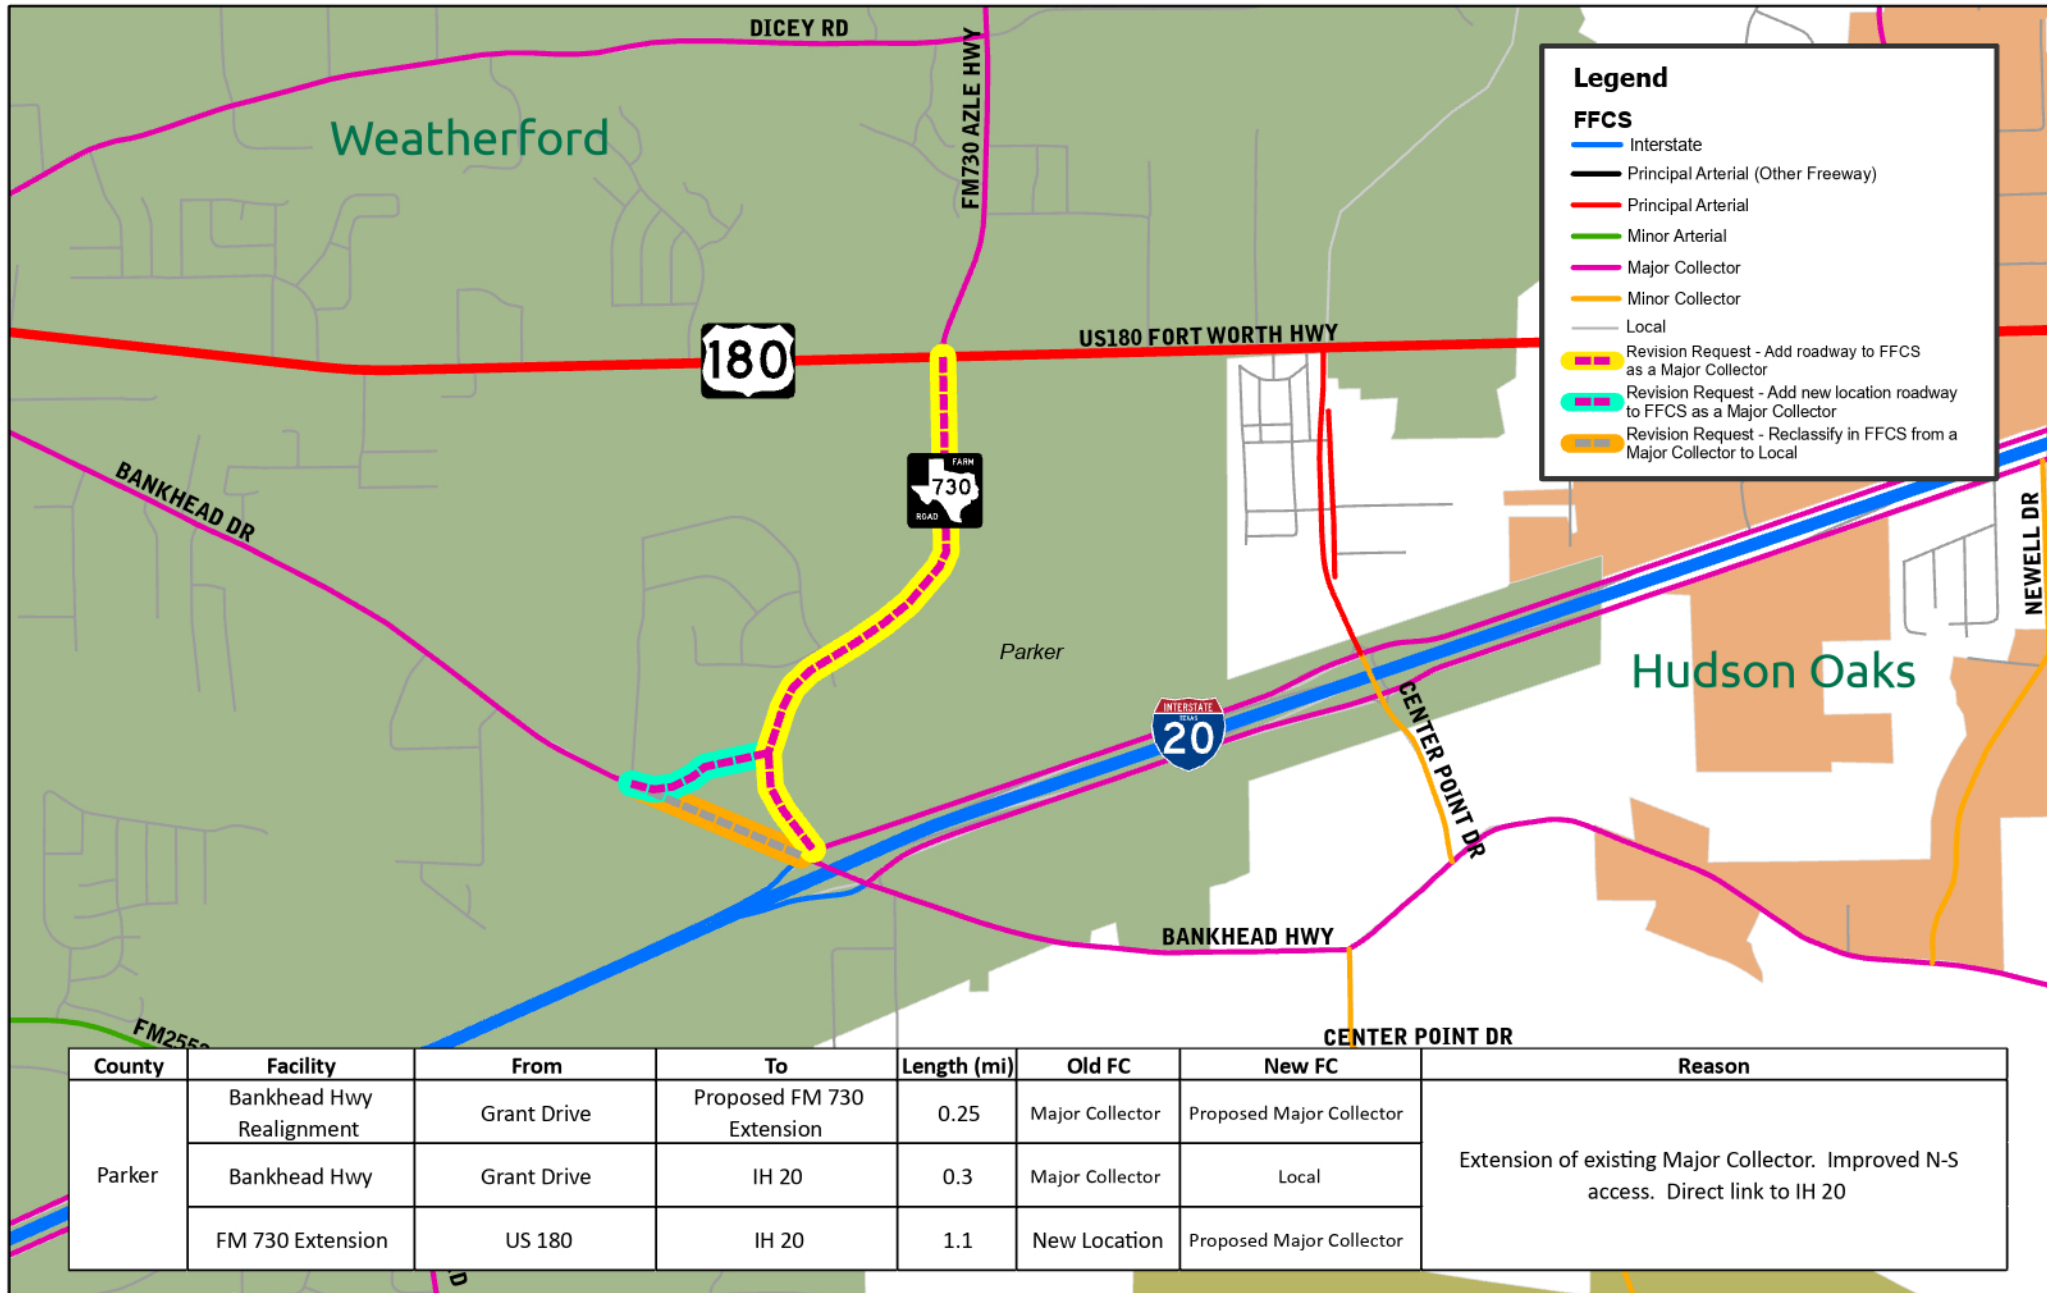 DICEY RD
FM730 AZLE HWY
Weatherford
Legend
FFCS
Interstate
Principal Arterial (Other Freeway)
Principal Arterial
Minor Arterial
Major Collector
Minor Collector
Local
Revision Request - Add roadway to FFCS
as a Major Collector
Revision Request - Add new location roadway
to FFCS as a Major Collector
Revision Request - Reclassify in FFCS from a
Major Collector to Local
US180 FORT WORTH HWY
180
BANKHEAD DR
FARM
730
ROAD
NEWELL DR
Parker
Hudson Oaks
INTERSTATE
TEXAS
20
CENTER POINT DR
BANKHEAD HWY
CENTER POINT DR
County Facility From To Length (mi) Old FC New FC Reason
Parker
Bankhead Hwy
Realignment
Grant Drive
Proposed FM 730
Extension
0.25
Major Collector
Proposed Major Collector
Bankhead Hwy
Grant Drive
IH 20
0.3
Major Collector
Local
FM 730 Extension
US 180
IH 20
1.1
New Location
Proposed Major Collector
Extension of existing Major Collector. Improved N-S
access. Direct link to IH 20